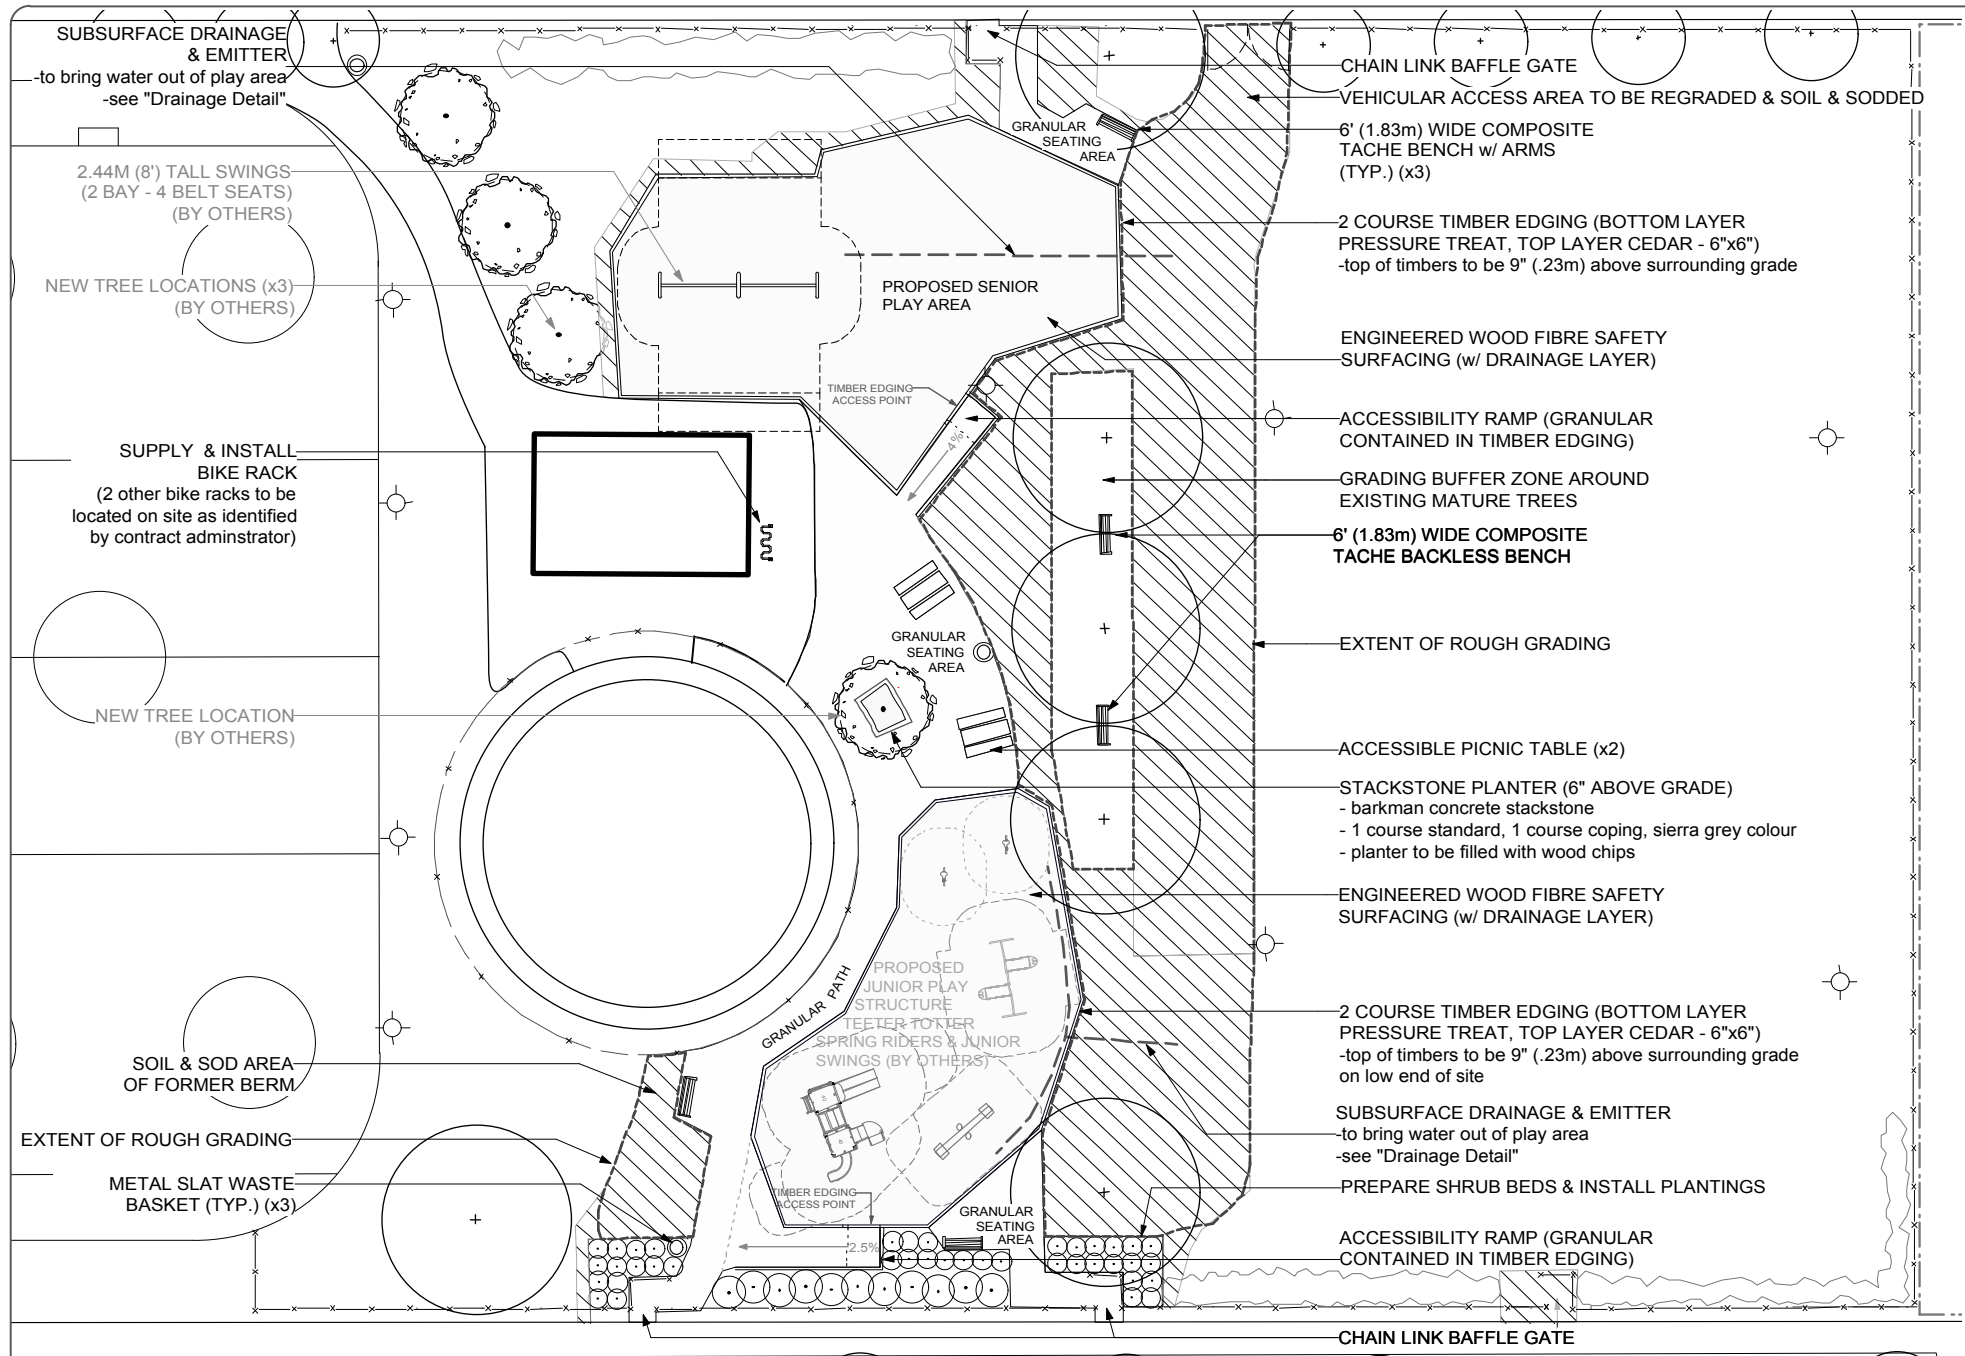 SUBSURFACE DRAINAGE
& EMITTER
-to bring water out of play area
-see "Drainage Detail"
2.44M (8') TALL SWINGS
(2 BAY - 4 BELT SEATS)
(BY OTHERS)
NEW TREE LOCATIONS (x3)
(BY OTHERS)
SUPPLY & INSTALL
BIKE RACK
(2 other bike racks to be
located on site as identified
by contract adminstrator)
NEW TREE LOCATION
(BY OTHERS)
SOIL & SOD AREA
OF FORMER BERM
EXTENT OF ROUGH GRADING
METAL SLAT WASTE
BASKET (TYP.) (x3)
GRANULAR
SEATING
AREA
PROPOSED SENIOR
PLAY AREA
TIMBER EDGING
ACCESS POINT
4%
GRANULAR
SEATING
AREA
GRANULAR PATH
PROPOSED
JUNIOR PLAY
STRUCTURE
TEETER TOTTER
SPRING RIDERS & JUNIOR
SWINGS (BY OTHERS)
TIMBER EDGING
ACCESS POINT
2.5%
GRANULAR
SEATING
AREA
CHAIN LINK BAFFLE GATE
VEHICULAR ACCESS AREA TO BE REGRADED & SOIL & SODDED
6' (1.83m) WIDE COMPOSITE
TACHE BENCH w/ ARMS
(TYP.) (x3)
2 COURSE TIMBER EDGING (BOTTOM LAYER
PRESSURE TREAT, TOP LAYER CEDAR - 6"x6")
-top of timbers to be 9" (.23m) above surrounding grade
ENGINEERED WOOD FIBRE SAFETY
SURFACING (w/ DRAINAGE LAYER)
ACCESSIBILITY RAMP (GRANULAR
CONTAINED IN TIMBER EDGING)
GRADING BUFFER ZONE AROUND
EXISTING MATURE TREES
6' (1.83m) WIDE COMPOSITE
TACHE BACKLESS BENCH
EXTENT OF ROUGH GRADING
ACCESSIBLE PICNIC TABLE (x2)
STACKSTONE PLANTER (6" ABOVE GRADE)
- barkman concrete stackstone
- 1 course standard, 1 course coping, sierra grey colour
- planter to be filled with wood chips
ENGINEERED WOOD FIBRE SAFETY
SURFACING (w/ DRAINAGE LAYER)
2 COURSE TIMBER EDGING (BOTTOM LAYER
PRESSURE TREAT, TOP LAYER CEDAR - 6"x6")
-top of timbers to be 9" (.23m) above surrounding grade
on low end of site
SUBSURFACE DRAINAGE & EMITTER
-to bring water out of play area
-see "Drainage Detail"
PREPARE SHRUB BEDS & INSTALL PLANTINGS
ACCESSIBILITY RAMP (GRANULAR
CONTAINED IN TIMBER EDGING)
CHAIN LINK BAFFLE GATE